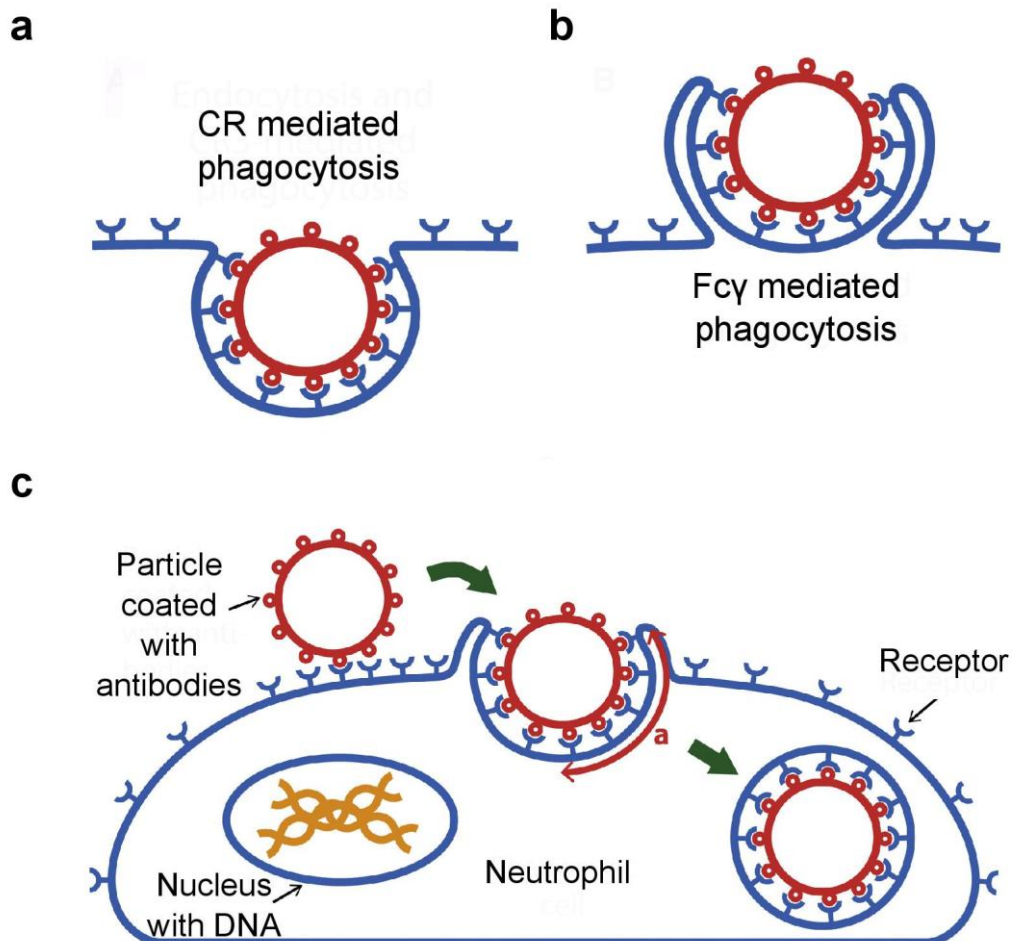 a
CR mediated
phagocytosis
b
Fcγ mediated
phagocytosis
c
Particle
coated
with
antibodies
a
Receptor
Nucleus
with DNA
Neutrophil